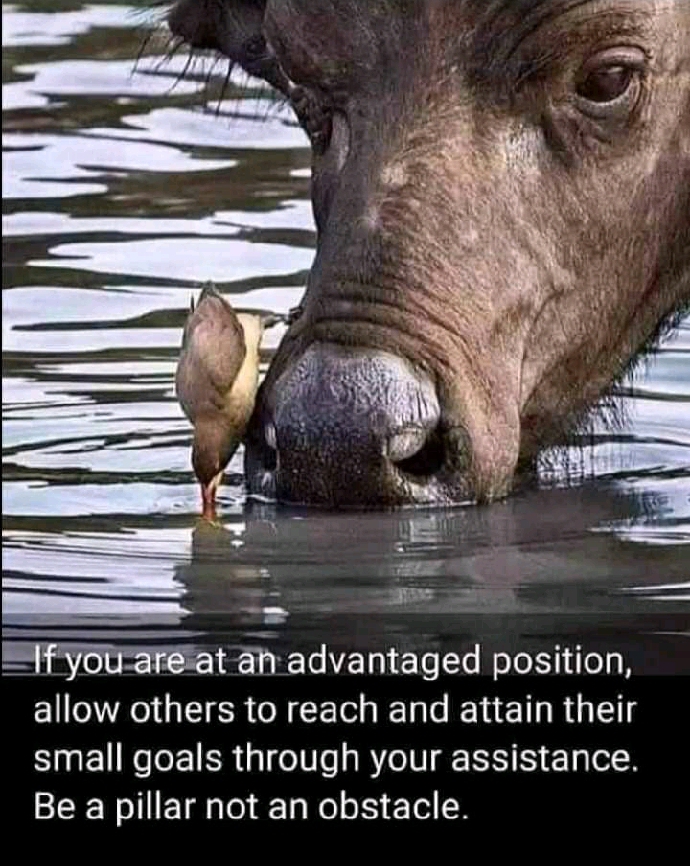 If you are at an advantaged position,
allow others to reach and attain their
small goals through your assistance.
Be a pillar not an obstacle.